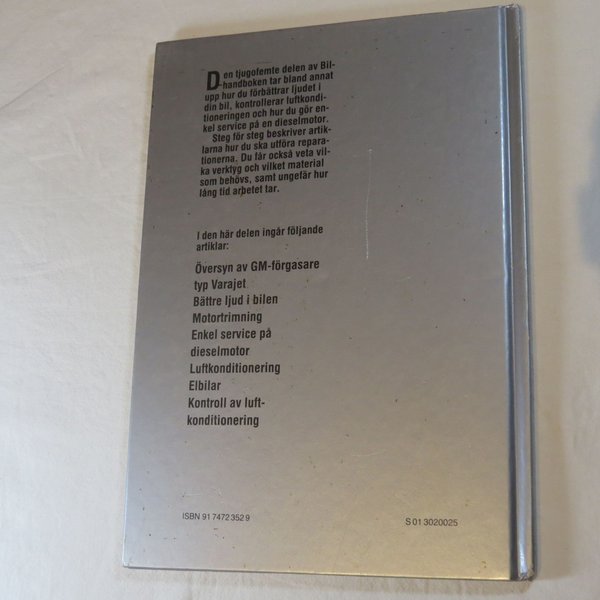 Den tjugofemte delen av Bil-
handboken tar bland annat
upp hur du förbättrar ljudet i
din bil, kontrollerar luftkondi-
tioneringen och hur du gör en-
kel service på en dieselmotor.
Steg för steg beskriver artik-
larna hur du ska utföra repara-
tionerna. Du får också veta vil-
ka verktyg och vilket material
som behövs, samt ungefär hur
lång tid arbetet tar.
I den här delen ingår följande
artiklar:
Översyn av GM-förgasare
typ Varajet
Bättre ljud i bilen
Motortrimning
Enkel service på
dieselmotor
Luftkonditionering
Elbilar
Kontroll av luft-
konditionering
ISBN 91 7472 352 9
S 01 3020025